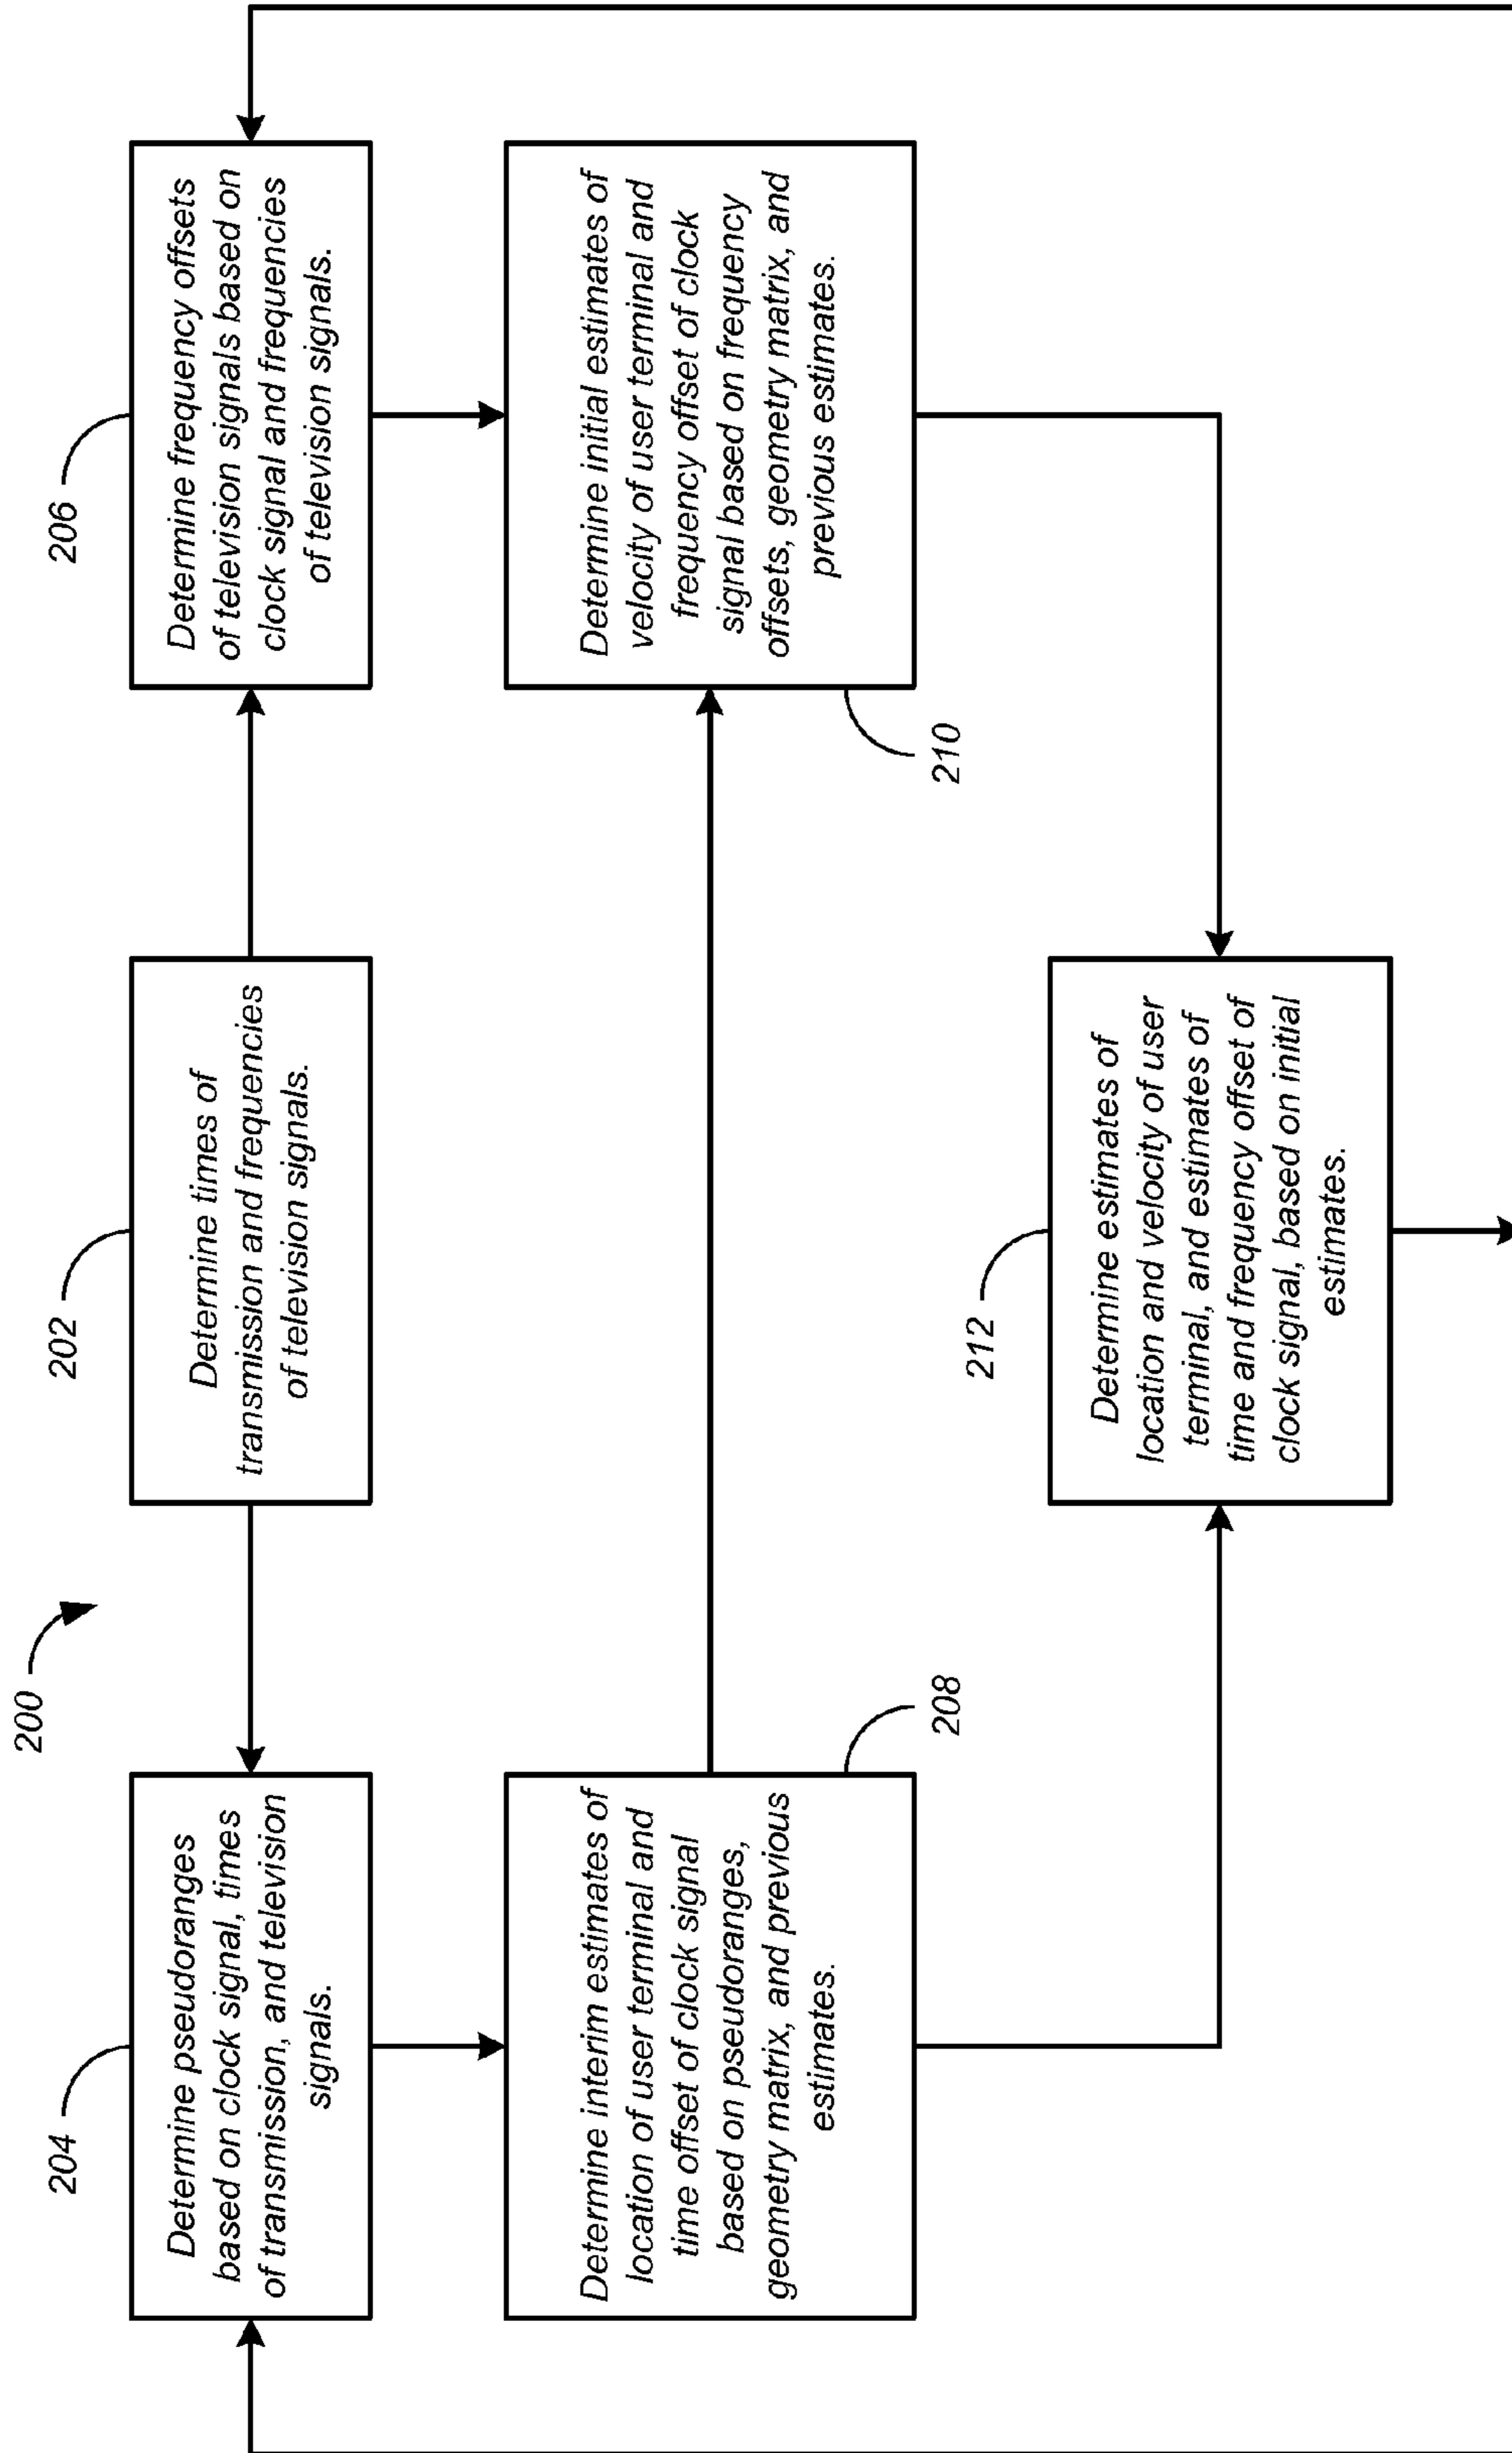 200
204
Determine pseudoranges
based on clock signal, times
of transmission, and television
signals.
202
Determine times of
transmission and frequencies
of television signals.
206
Determine frequency offsets
of television signals based on
clock signal and frequencies
of television signals.
Determine interim estimates of
location of user terminal and
time offset of clock signal
based on pseudoranges,
geometry matrix, and previous
estimates.
208
Determine initial estimates of
velocity of user terminal and
frequency offset of clock
signal based on frequency
offsets, geometry matrix, and
previous estimates.
210
212
Determine estimates of
location and velocity of user
terminal, and estimates of
time and frequency offset of
clock signal, based on initial
estimates.